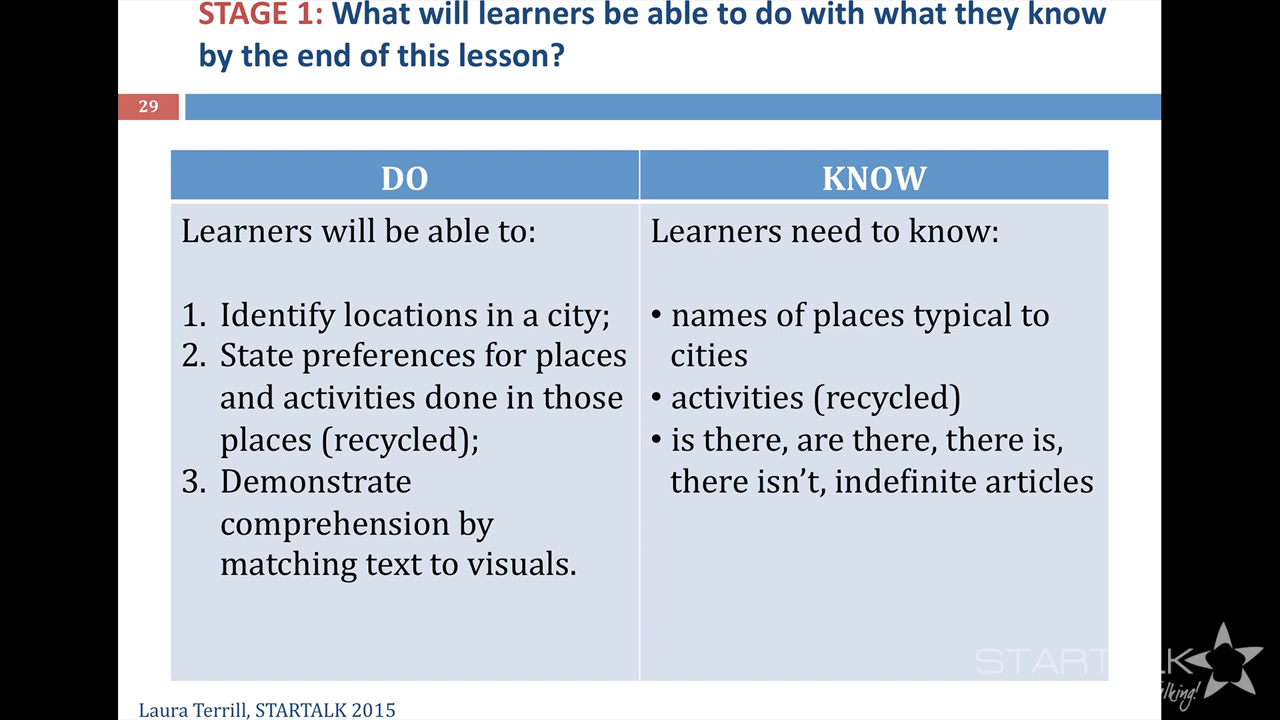 STAGE 1: What will learners be able to do with what they know
by the end of this lesson?
29
DO
KNOW
Learners will be able to:
1. Identify locations in a city;
2. State preferences for places
and activities done in those
places (recycled);
3. Demonstrate
comprehension by
matching text to visuals.
Learners need to know:
• names of places typical to
cities
• activities (recycled)
• is there, are there, there is,
there isn’t, indefinite articles
STARTALK
Laura Terrill, STARTALK 2015